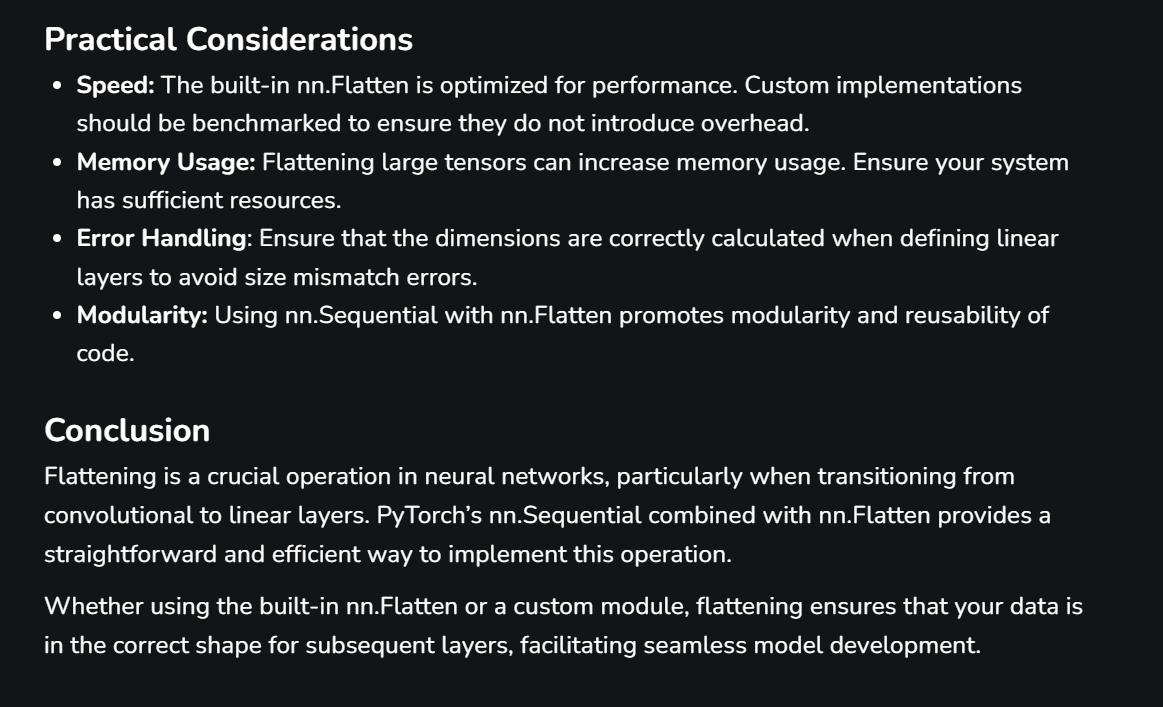 Practical Considerations
• Speed: The built-in nn.Flatten is optimized for performance. Custom implementations
should be benchmarked to ensure they do not introduce overhead.
• Memory Usage: Flattening large tensors can increase memory usage. Ensure your system
has sufficient resources.
• Error Handling: Ensure that the dimensions are correctly calculated when defining linear
layers to avoid size mismatch errors.
• Modularity: Using nn.Sequential with nn.Flatten promotes modularity and reusability of
code.
Conclusion
Flattening is a crucial operation in neural networks, particularly when transitioning from
convolutional to linear layers. PyTorch’s nn.Sequential combined with nn.Flatten provides a
straightforward and efficient way to implement this operation.
Whether using the built-in nn.Flatten or a custom module, flattening ensures that your data is
in the correct shape for subsequent layers, facilitating seamless model development.